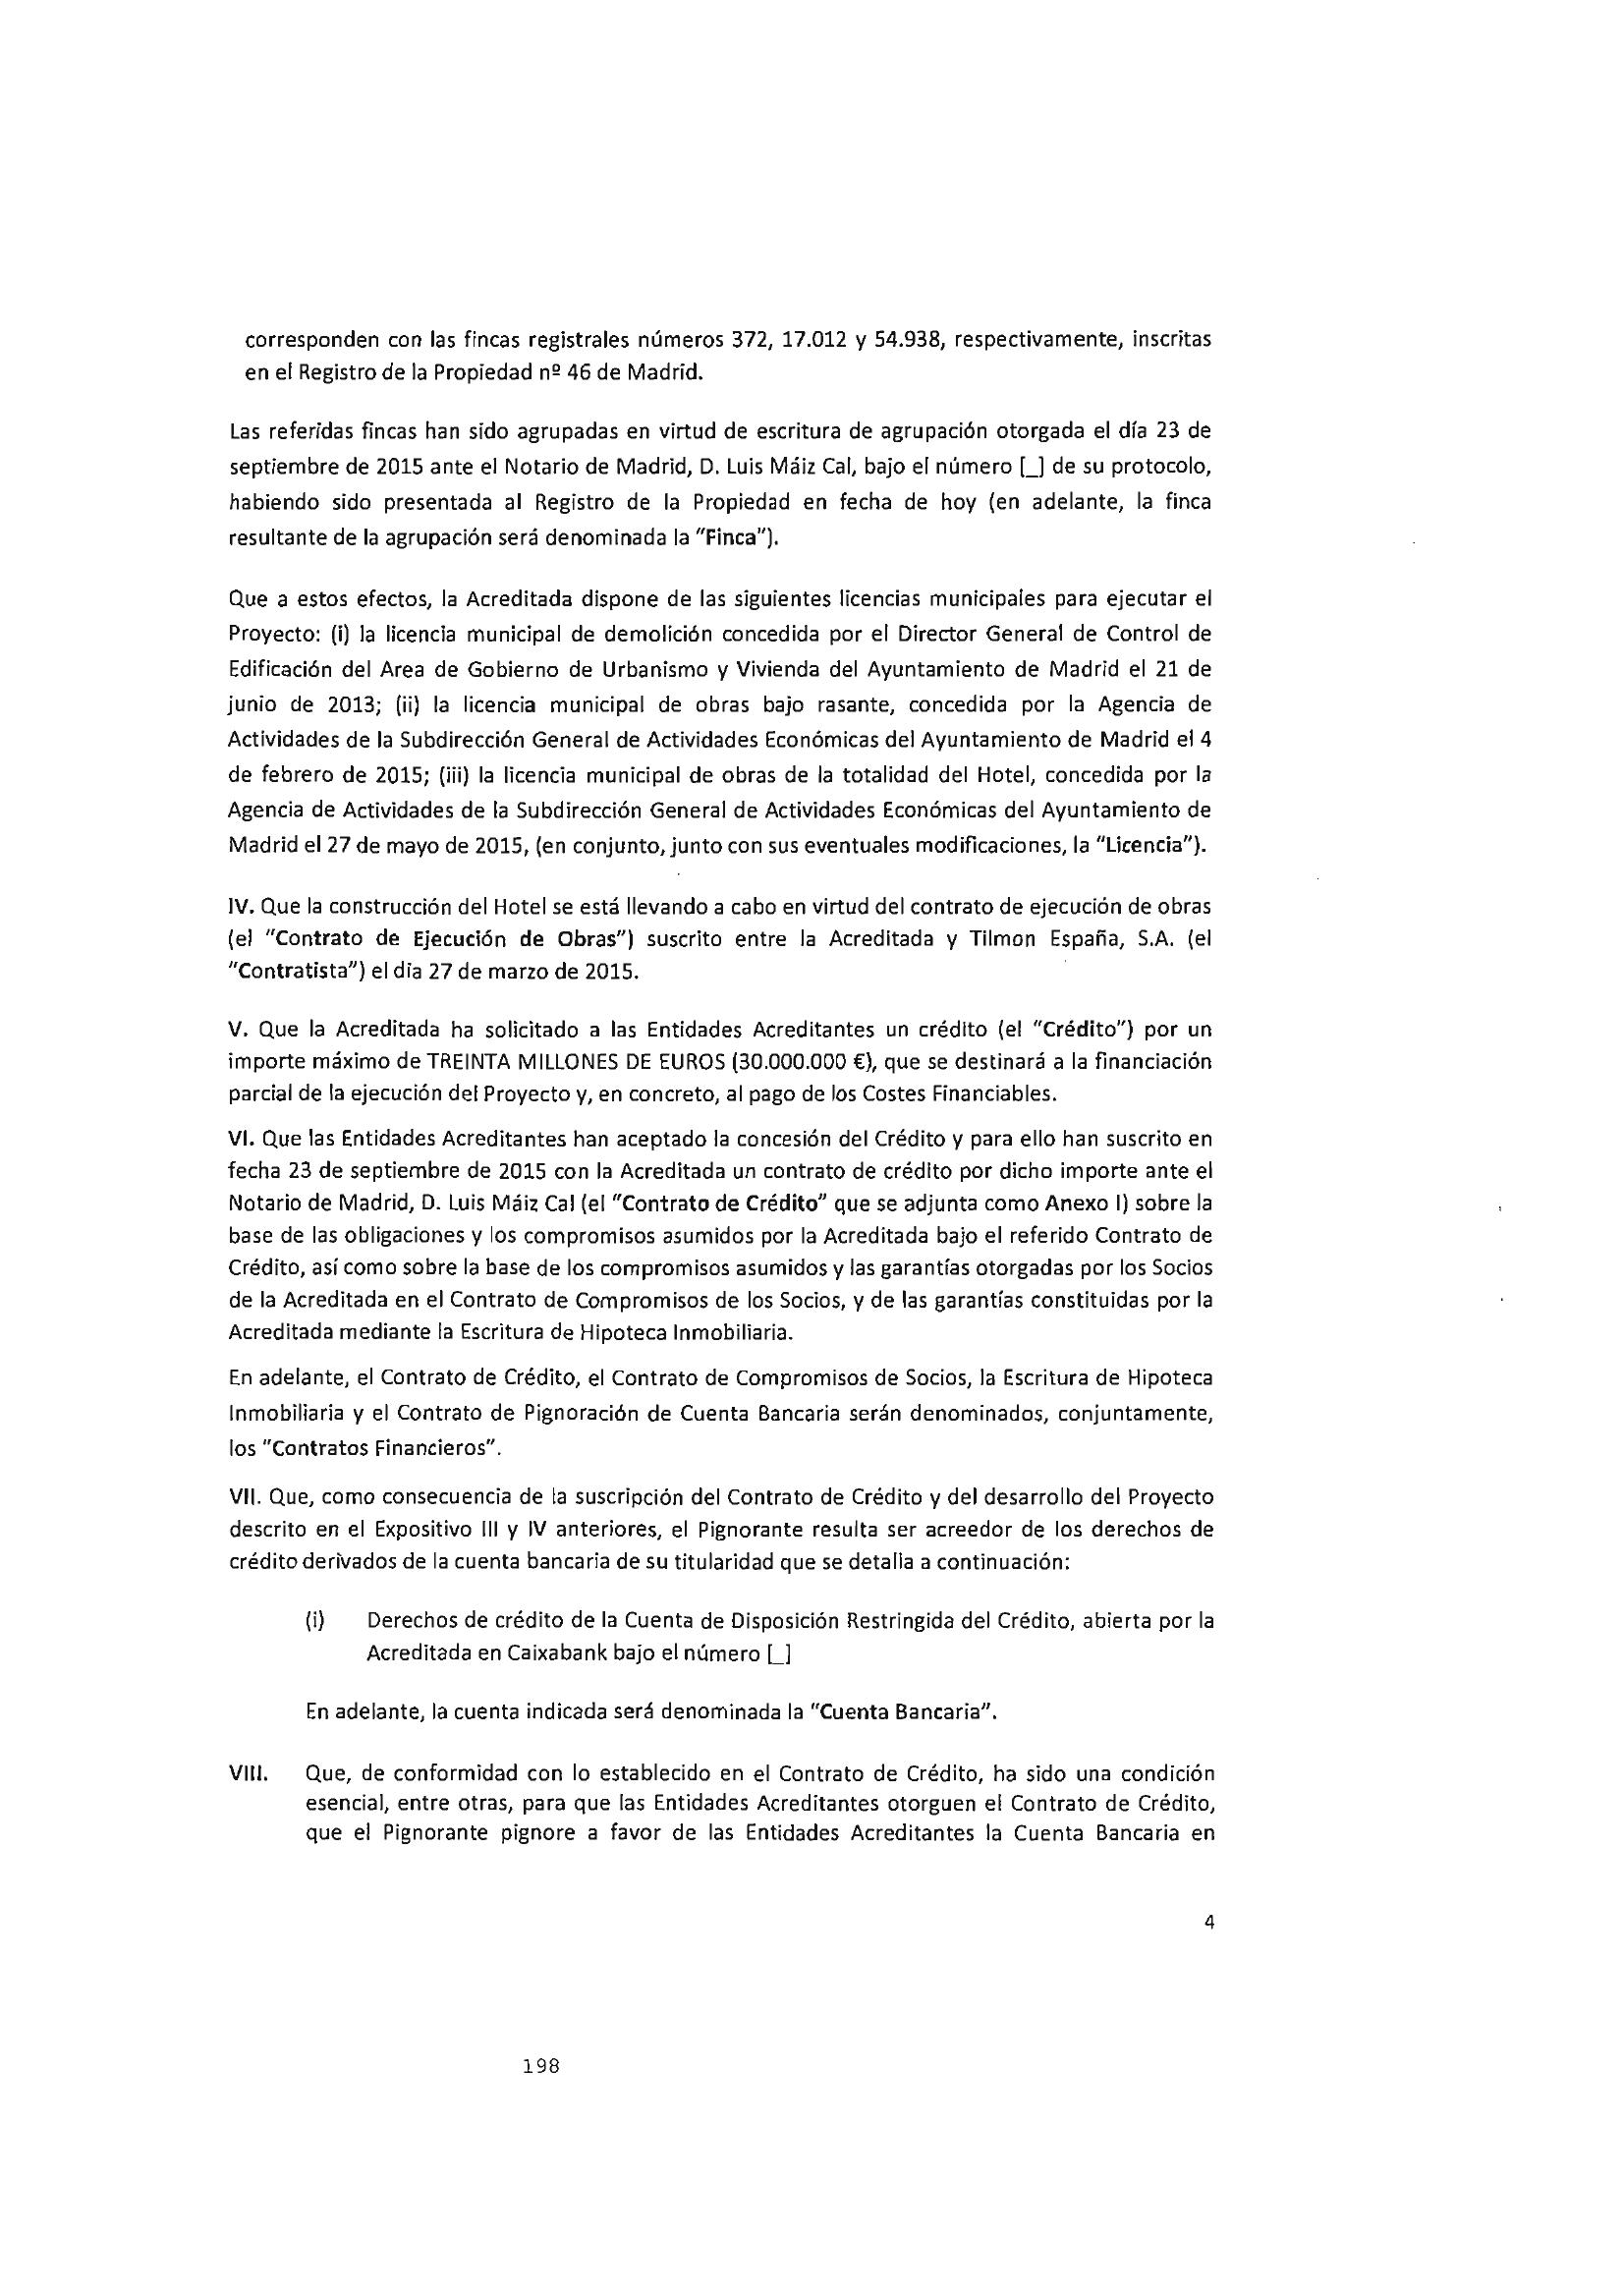 corresponden con las fincas registrales números 372, 17.012 y 54.938, respectivamente, inscritas
en el Registro de la Propiedad nº 46 de Madrid.
Las referidas fincas han sido agrupadas en virtud de escritura de agrupación otorgada el día 23 de
septiembre de 2015 ante el Notario de Madrid, D. Luis Máiz Cal, bajo el número [_] de su protocolo,
habiendo sido presentada al Registro de la Propiedad en fecha de hoy (en adelante, la finca
resultante de la agrupación será denominada la "Finca").
Que a estos efectos, la Acreditada dispone de las siguientes licencias municipales para ejecutar el
Proyecto: (i) la licencia municipal de demolición concedida por el Director General de Control de
Edificación del Area de Gobierno de Urbanismo y Vivienda del Ayuntamiento de Madrid el 21 de
junio de 2013; (ii) la licencia municipal de obras bajo rasante, concedida por la Agencia de
Actividades de la Subdirección General de Actividades Económicas del Ayuntamiento de Madrid el 4
de febrero de 2015; (iii) la licencia municipal de obras de la totalidad del Hotel, concedida por la
Agencia de Actividades de la Subdirección General de Actividades Económicas del Ayuntamiento de
Madrid el 27 de mayo de 2015, (en conjunto, junto con sus eventuales modificaciones, la "Licencia").
IV. Que la construcción del Hotel se está llevando a cabo en virtud del contrato de ejecución de obras
(el "Contrato de Ejecución de Obras") suscrito entre la Acreditada y Tilmon España, S.A. (el
"Contratista") el dia 27 de marzo de 2015.
V. Que la Acreditada ha solicitado a las Entidades Acreditantes un crédito (el "Crédito") por un
importe máximo de TREINTA MILLONES DE EUROS (30.000.000 €), que se destinará a la financiación
parcial de la ejecución del Proyecto y, en concreto, al pago de los Costes Financiables.
VI. Que las Entidades Acreditantes han aceptado la concesión del Crédito y para ello han suscrito en
fecha 23 de septiembre de 2015 con la Acreditada un contrato de crédito por dicho importe ante el
Notario de Madrid, D. Luis Máiz Cal (el "Contrato de Crédito" que se adjunta como Anexo I) sobre la
base de las obligaciones y los compromisos asumidos por la Acreditada bajo el referido Contrato de
Crédito, así como sobre la base de los compromisos asumidos y las garantías otorgadas por los Socios
de la Acreditada en el Contrato de Compromisos de los Socios, y de las garantías constituidas por la
Acreditada mediante la Escritura de Hipoteca Inmobiliaria.
En adelante, el Contrato de Crédito, el Contrato de Compromisos de Socios, la Escritura de Hipoteca
Inmobiliaria y el Contrato de Pignoración de Cuenta Bancaria serán denominados, conjuntamente,
los "Contratos Financieros".
VII. Que, como consecuencia de la suscripción del Contrato de Crédito y del desarrollo del Proyecto
descrito en el Expositivo III y IV anteriores, el Pignorante resulta ser acreedor de los derechos de
crédito derivados de la cuenta bancaria de su titularidad que se detalla a continuación:
(i) Derechos de crédito de la Cuenta de Disposición Restringida del Crédito, abierta por la
Acreditada en Caixabank bajo el número [_]
En adelante, la cuenta indicada será denominada la "Cuenta Bancaria".
VIII. Que, de conformidad con lo establecido en el Contrato de Crédito, ha sido una condición
esencial, entre otras, para que las Entidades Acreditantes otorguen el Contrato de Crédito,
que el Pignorante pignore a favor de las Entidades Acreditantes la Cuenta Bancaria en
4
198